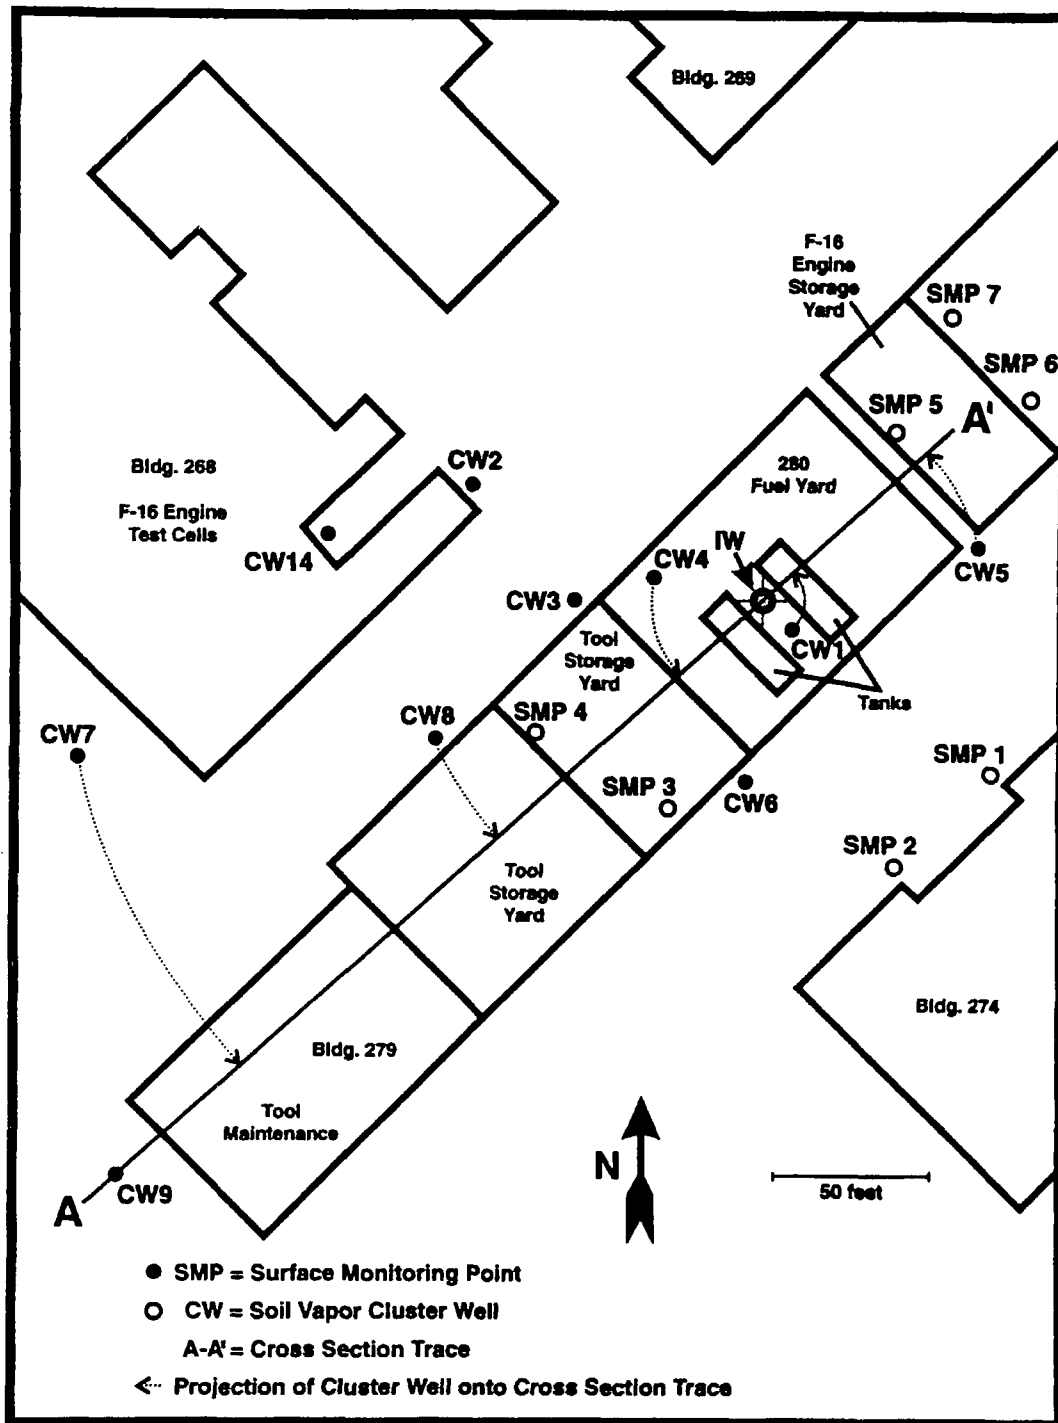 Bldg. 269
F-16
Engine
Storage
Yard
SMP 7
SMP 6
SMP 5
A'
CW2
Bldg. 268
F-16 Engine
Test Cells
CW14
280
Fuel Yard
IW
CW4
CW5
CW3
CW1
Tool
Storage
Yard
Tanks
CW8
SMP 4
CW7
SMP 1
SMP 3
CW6
SMP 2
Tool
Storage
Yard
Bldg. 274
Bldg. 279
Tool
Maintenance
N
50 feet
CW9
A
SMP = Surface Monitoring Point
CW = Soil Vapor Cluster Well
A-A' = Cross Section Trace
Projection of Cluster Well onto Cross Section Trace